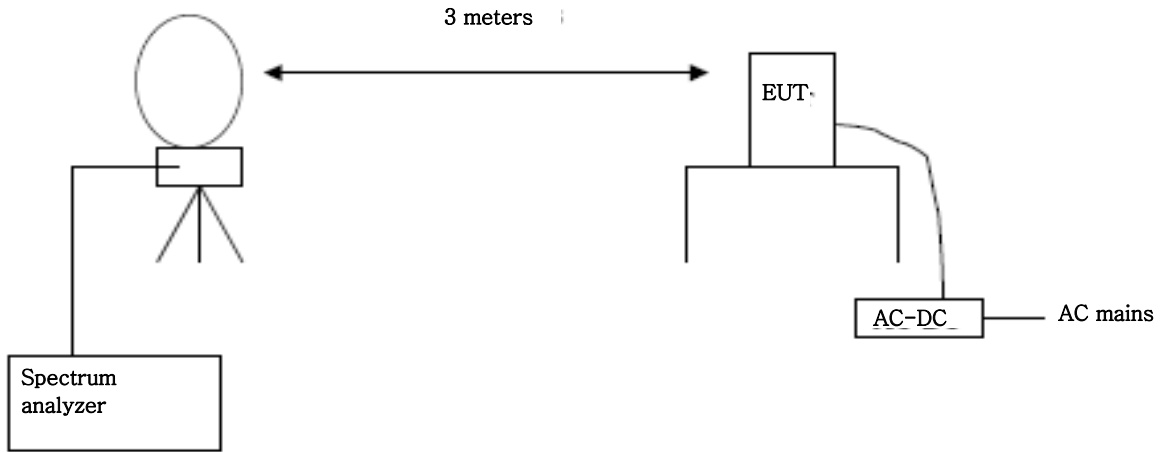 3 meters
EUT
AC-DC
AC mains
Spectrum
analyzer